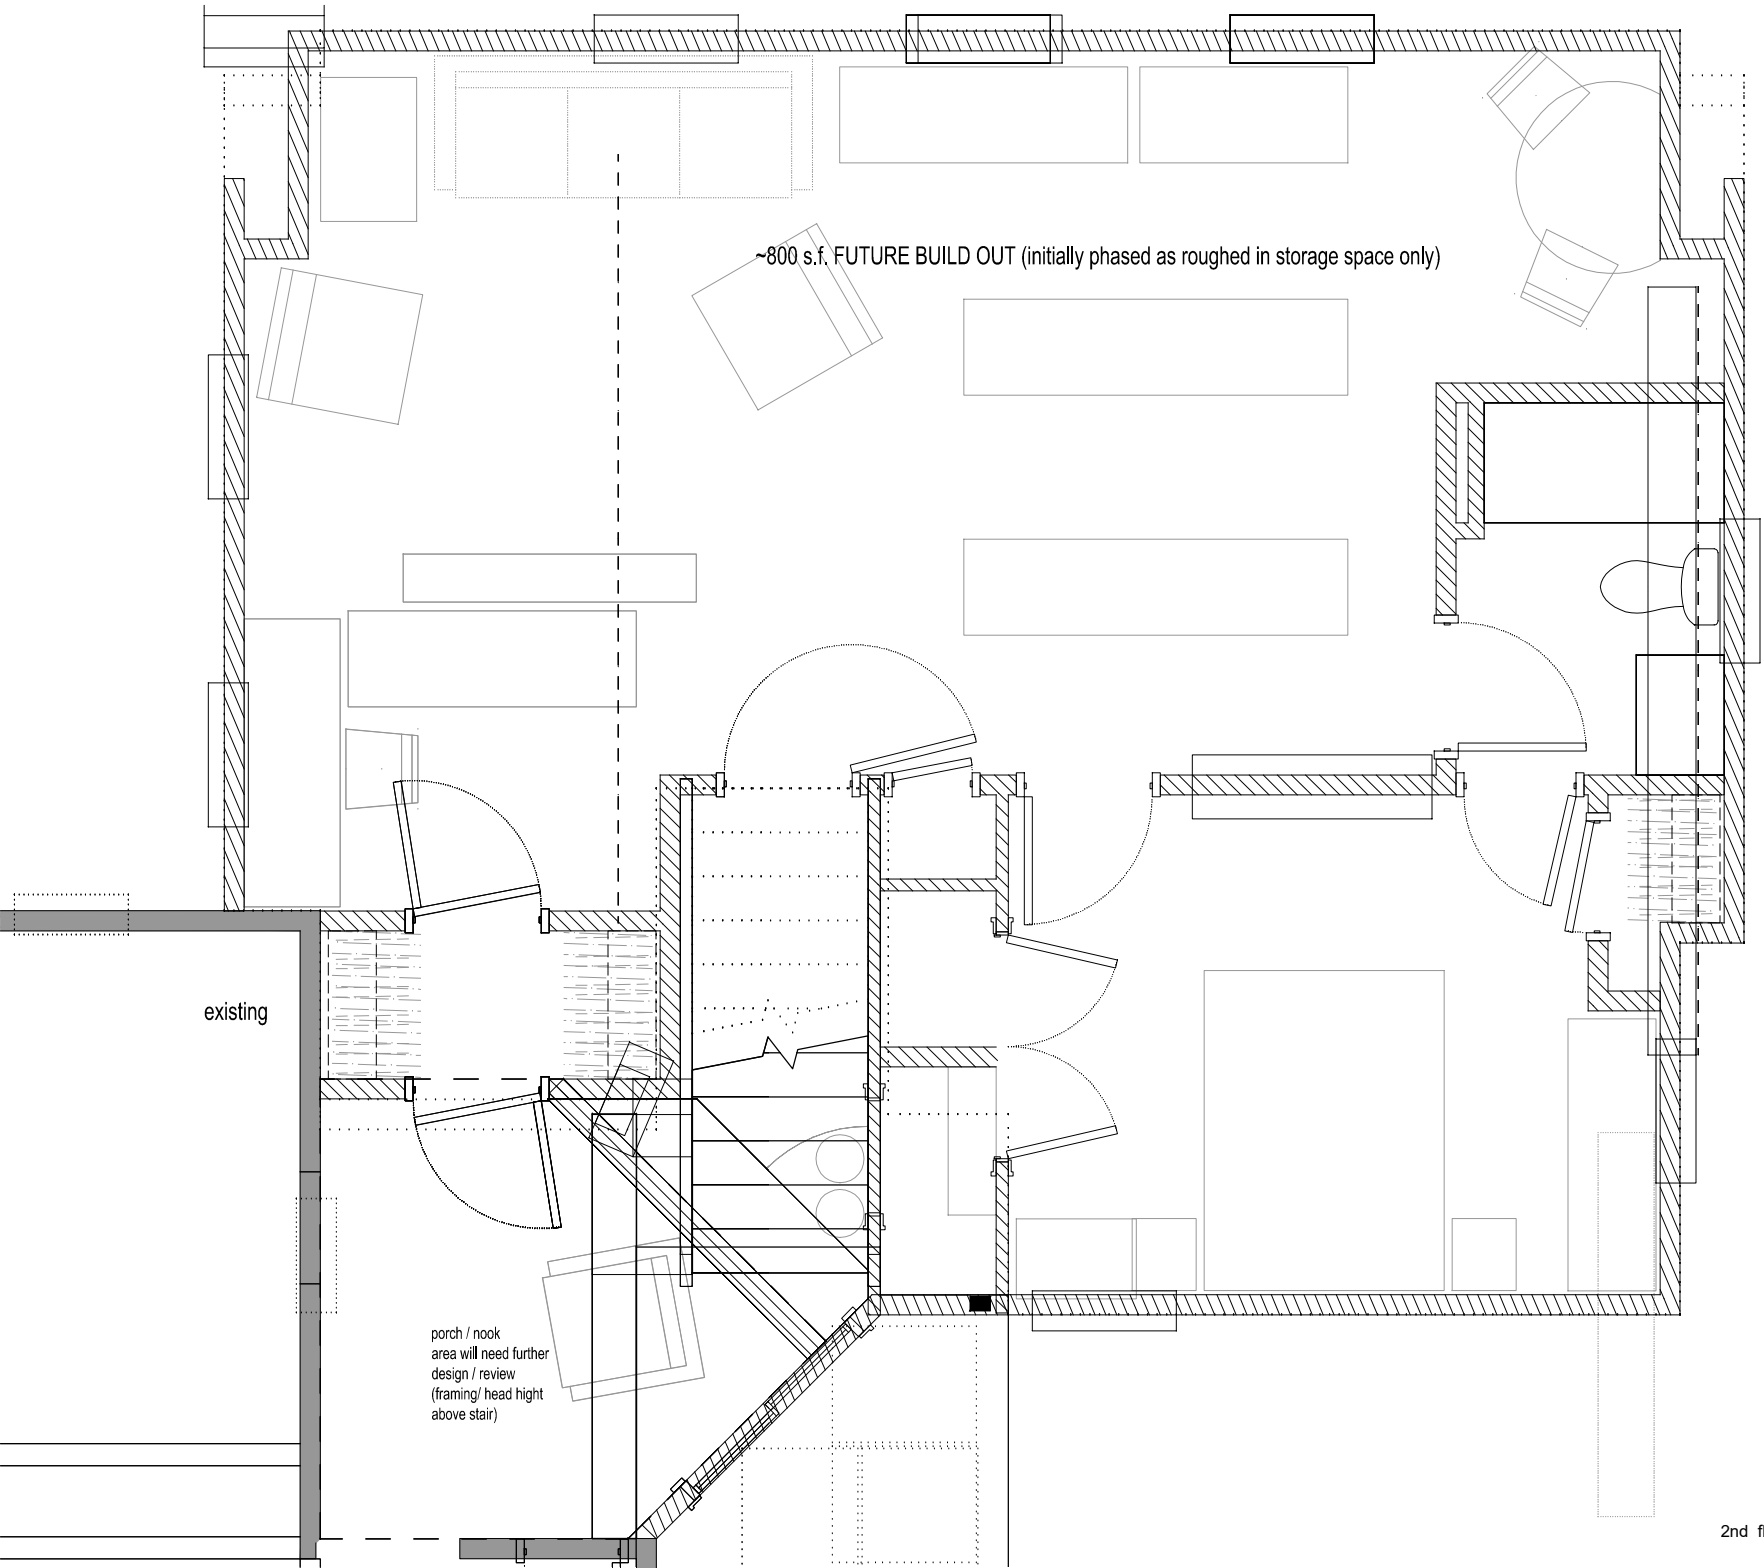 ~800 s.f. FUTURE BUILD OUT (initially phased as roughed in storage space only)
existing
porch / nook
area will need further
design / review
(framing/ head hight
above stair)
2nd fl